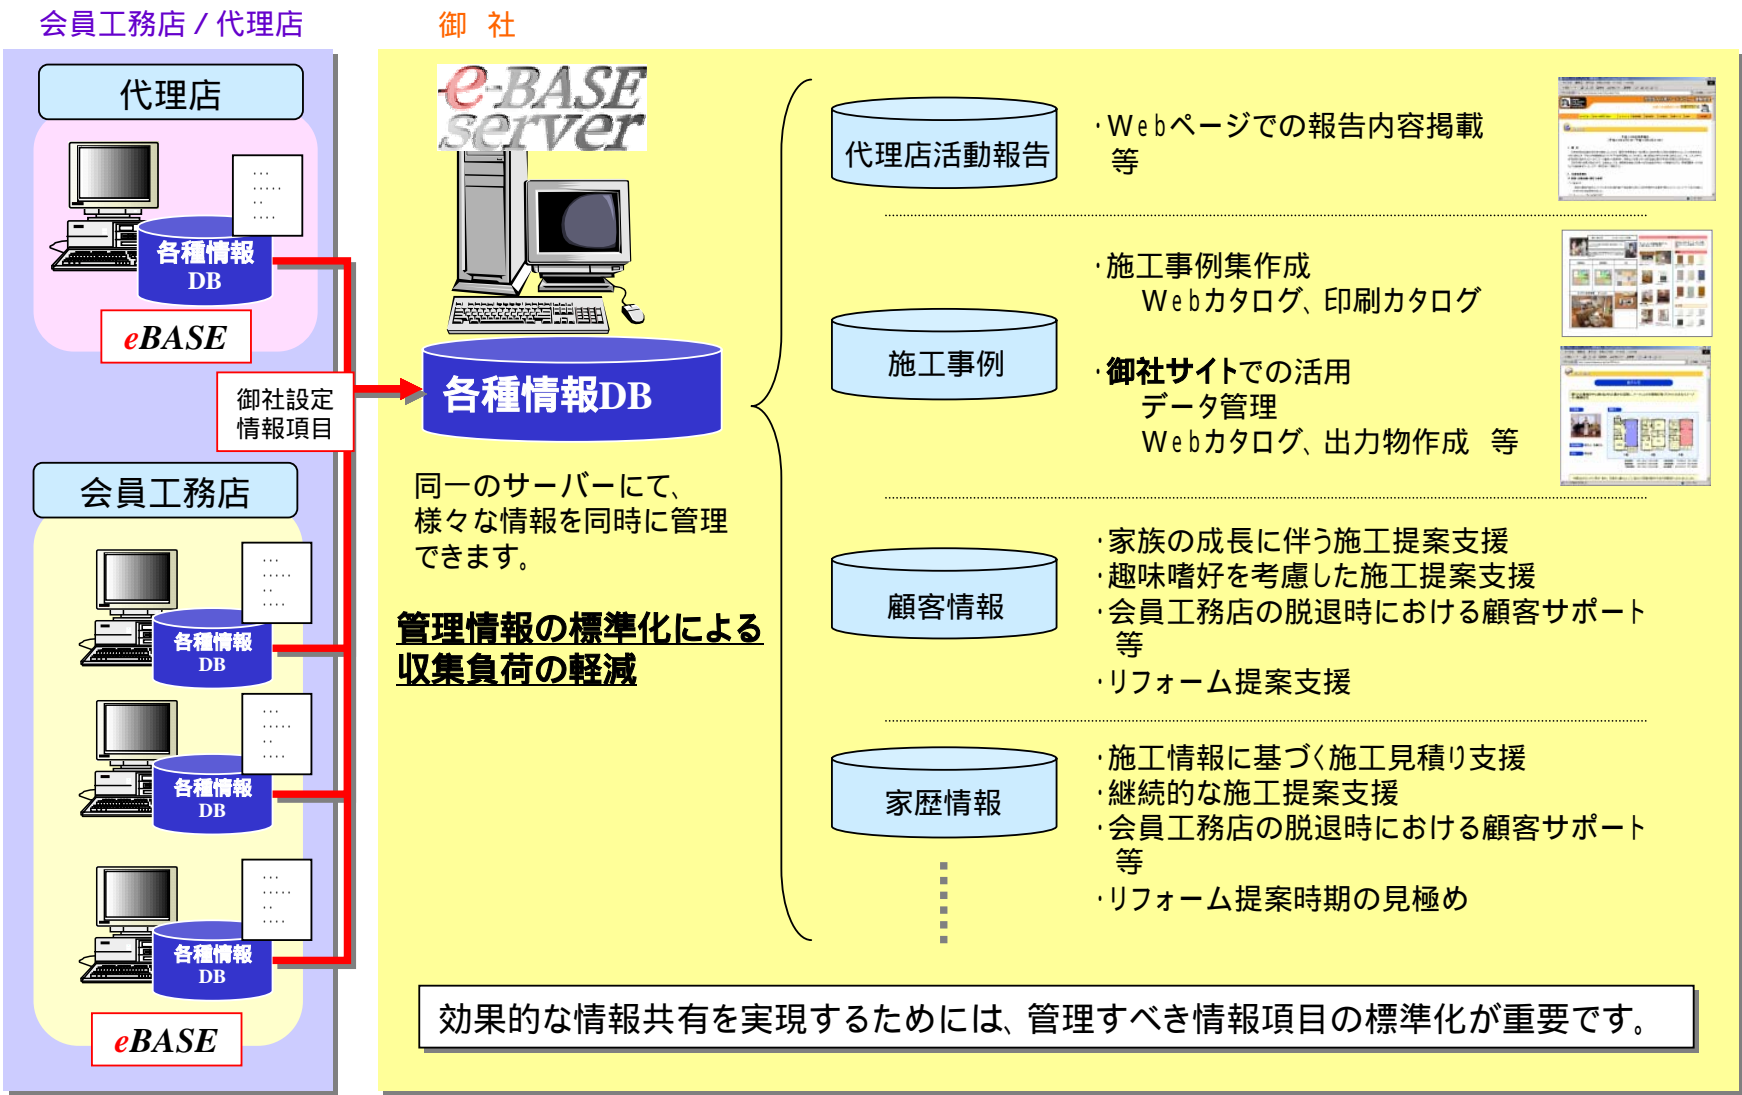 会員工務店/代理店
御 社
代理店
各種情報
DB
eBASE
御社設定
情報項目
会員工務店
各種情報
DB
各種情報
DB
各種情報
DB
eBASE
e-BASE
server
各種情報DB
同一のサーバーにて、
様々な情報を同時に管理
できます。
管理情報の標準化による
収集負荷の軽減
代理店活動報告
・Webページでの報告内容掲載
等
施工事例
・施工事例集作成
Webカタログ、印刷カタログ
・御社サイトでの活用
データ管理
Webカタログ、出力物作成 等
顧客情報
・家族の成長に伴う施工提案支援
・趣味嗜好を考慮した施工提案支援
・会員工務店の脱退時における顧客サポート
等
・リフォーム提案支援
家歴情報
・施工情報に基づく施工見積り支援
・継続的な施工提案支援
・会員工務店の脱退時における顧客サポート
等
・リフォーム提案時期の見極め
効果的な情報共有を実現するためには、管理すべき情報項目の標準化が重要です。